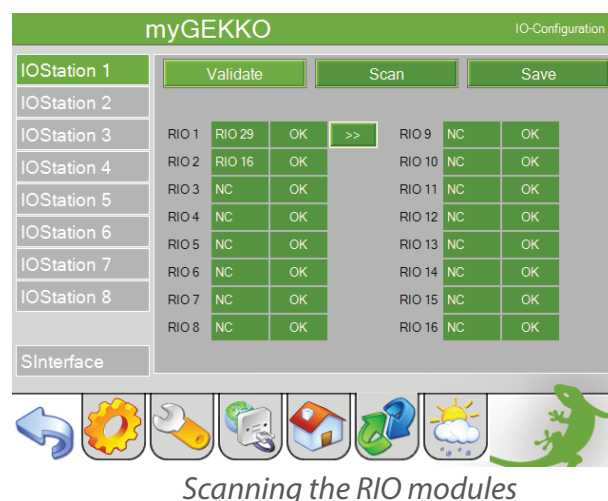 myGEKKO IO-Configuration
IOStation 1
IOStation 2
IOStation 3
IOStation 4
IOStation 5
IOStation 6
IOStation 7
IOStation 8
SInterface
Validate Scan Save
RIO 1 RIO 29 OK >> RIO 9 NC OK
RIO 2 RIO 16 OK RIO 10 NC OK
RIO 3 NC OK RIO 11 NC OK
RIO 4 NC OK RIO 12 NC OK
RIO 5 NC OK RIO 13 NC OK
RIO 6 NC OK RIO 14 NC OK
RIO 7 NC OK RIO 15 NC OK
RIO 8 NC OK RIO 16 NC OK
Scanning the RIO modules